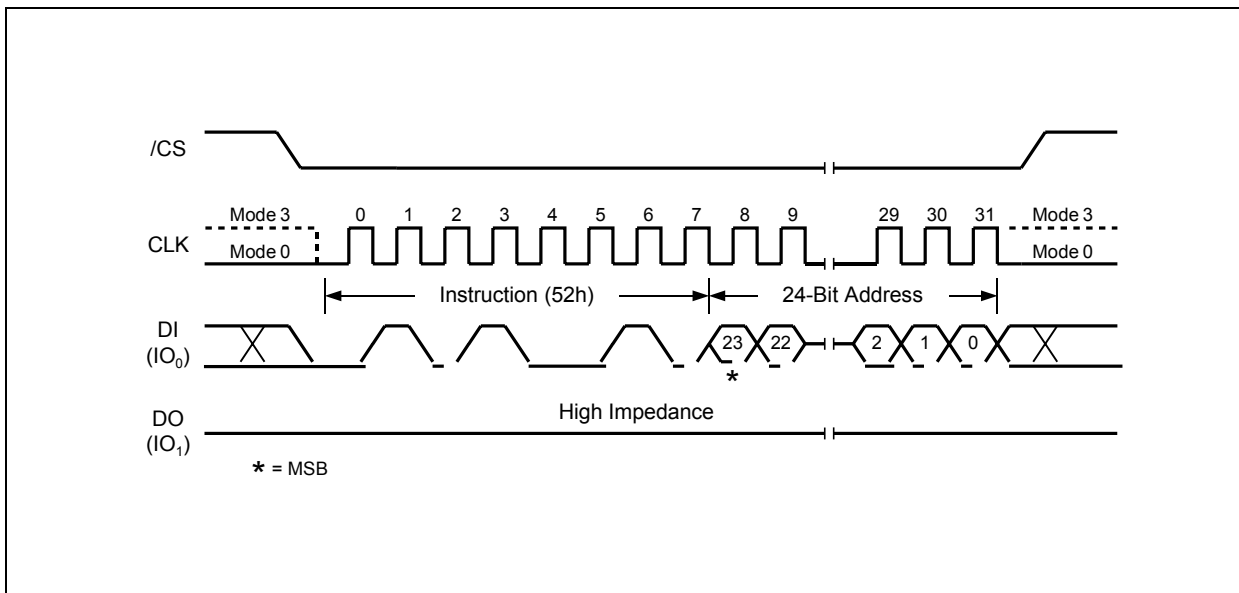 /CS
Mode 3 0 1 2 3 4 5 6 7 8 9 29 30 31 Mode 3
CLK
Mode 0 Mode 0
Instruction (52h) 24-Bit Address
DI
(IO₀)
23 22 2 1 0
*
High Impedance
DO
(IO₁)
* = MSB